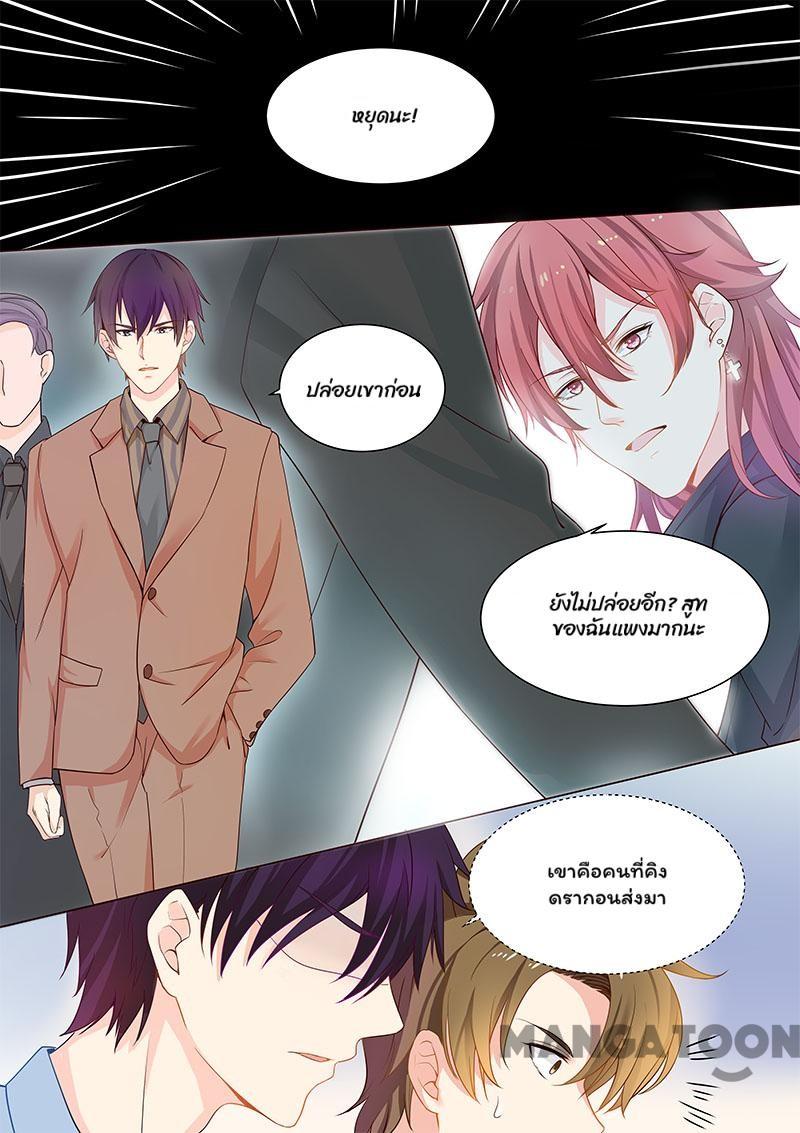 หยุดนะ!
ปล่อยเขาก่อน
ยังไม่ปล่อยอีก? สูท
ของฉันแพงมากนะ
เขาคือคนที่คิง
ดรากอนส่งมา
MANGATOON